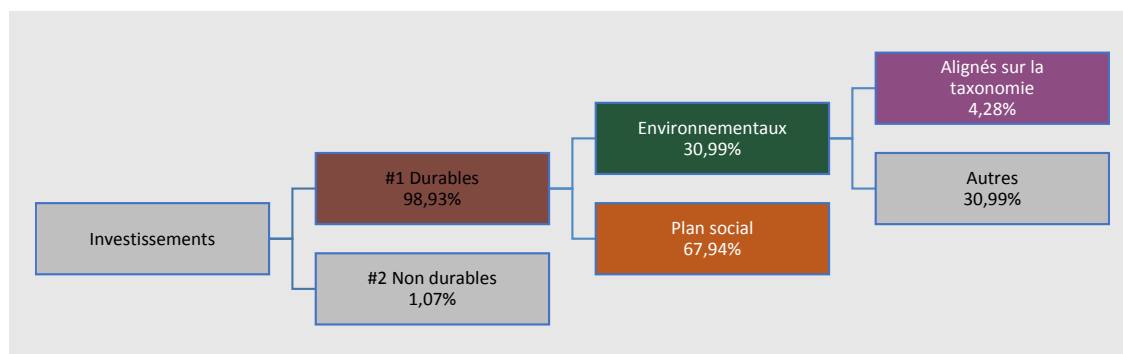 Investissements
#1 Durables
98,93%
#2 Non durables
1,07%
Environnementaux
30,99%
Plan social
67,94%
Alignés sur la
taxonomie
4,28%
Autres
30,99%